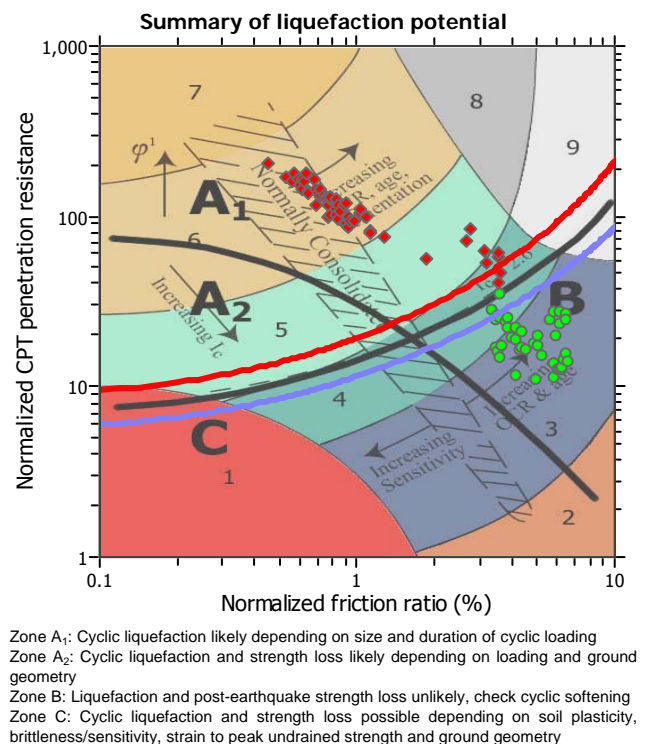 Summary of liquefaction potential
1,000
100
10
1
Normalized CPT penetration resistance
7
8
9
φ¹
A₁
6
Normally Consolidated
A₂
Increasing Ic
5
B
4
C
1
Increasing
Sensitivity
Increasing
OCR & age
3
2
0.1
1
10
Normalized friction ratio (%)
Zone A₁: Cyclic liquefaction likely depending on size and duration of cyclic loading
Zone A₂: Cyclic liquefaction and strength loss likely depending on loading and ground
geometry
Zone B: Liquefaction and post-earthquake strength loss unlikely, check cyclic softening
Zone C: Cyclic liquefaction and strength loss possible depending on soil plasticity,
brittleness/sensitivity, strain to peak undrained strength and ground geometry